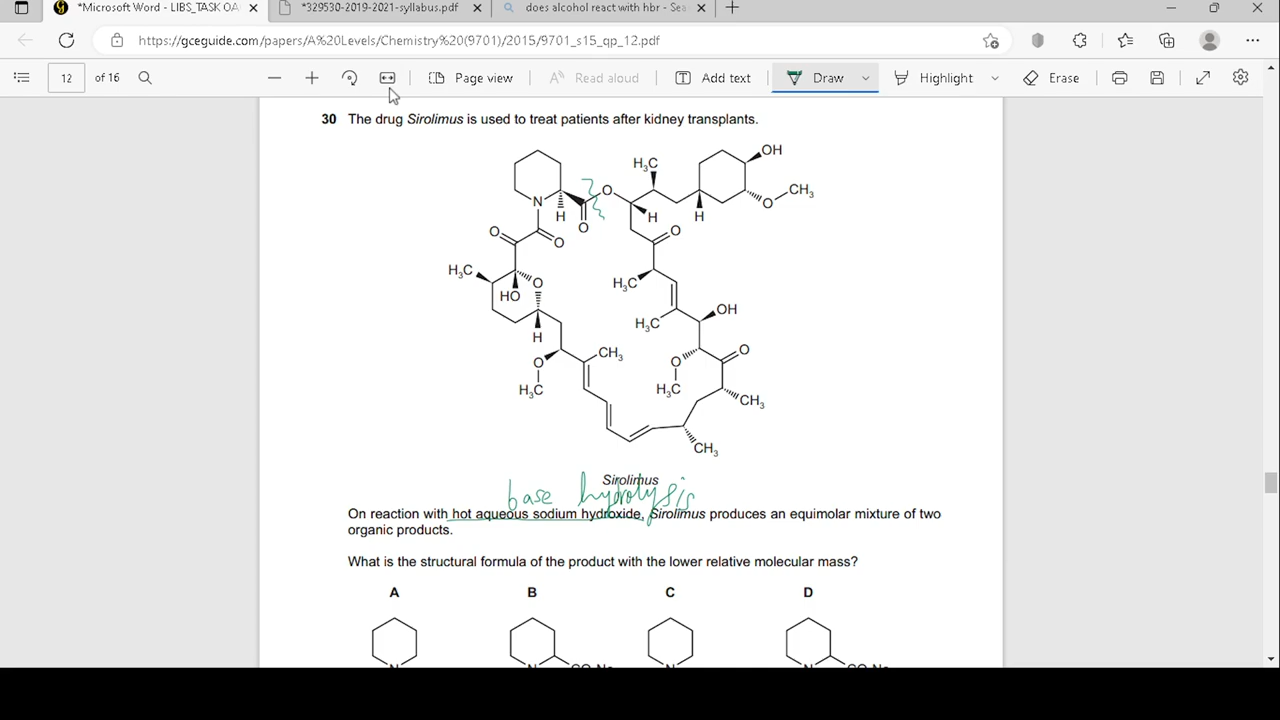 *Microsoft Word - LIBS_TASK OA
*329530-2019-2021-syllabus.pdf
does alcohol react with hbr - Sea
https://gceguide.com/papers/A%20Levels/Chemistry%20(9701)/2015/9701_s15_qp_12.pdf
12 of 16 Page view Read aloud Add text Draw Highlight Erase
30 The drug Sirolimus is used to treat patients after kidney transplants.
OH
H₃C
O
O CH₃
N
H
H
H
O
O
O
O
H₃C
O
H₃C
HO
OH
H₃C
H
O
CH₃
O
O
H₃C
H₃C
CH₃
CH₃
Sirolimus
base hydrolysis
On reaction with hot aqueous sodium hydroxide, Sirolimus produces an equimolar mixture of two
organic products.
What is the structural formula of the product with the lower relative molecular mass?
A B C D